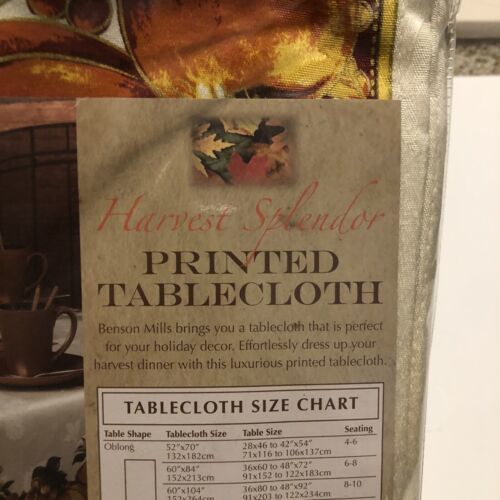 Harvest Splendor
PRINTED
TABLECLOTH
Benson Mills brings you a tablecloth that is perfect
for your holiday decor. Effortlessly dress up your
harvest dinner with this luxurious printed tablecloth.
TABLECLOTH SIZE CHART
Table Shape Tablecloth Size Table Size Seating
Oblong 52"x70" 28x46 to 42"x54" 4-6
132x182cm 71x116 to 106x137cm
60"x84" 36x60 to 48"x72" 6-8
152x213cm 91x152 to 122x183cm
60"x104" 36x80 to 48"x92" 8-10
152x264cm 91x203 to 122x234cm